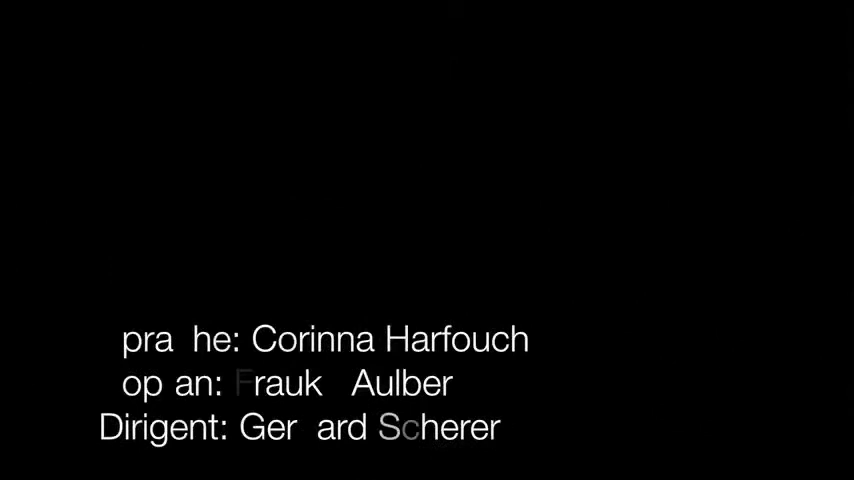 pra he: Corinna Harfouch
op an: Frauk Aulber
Dirigent: Ger ard Scherer